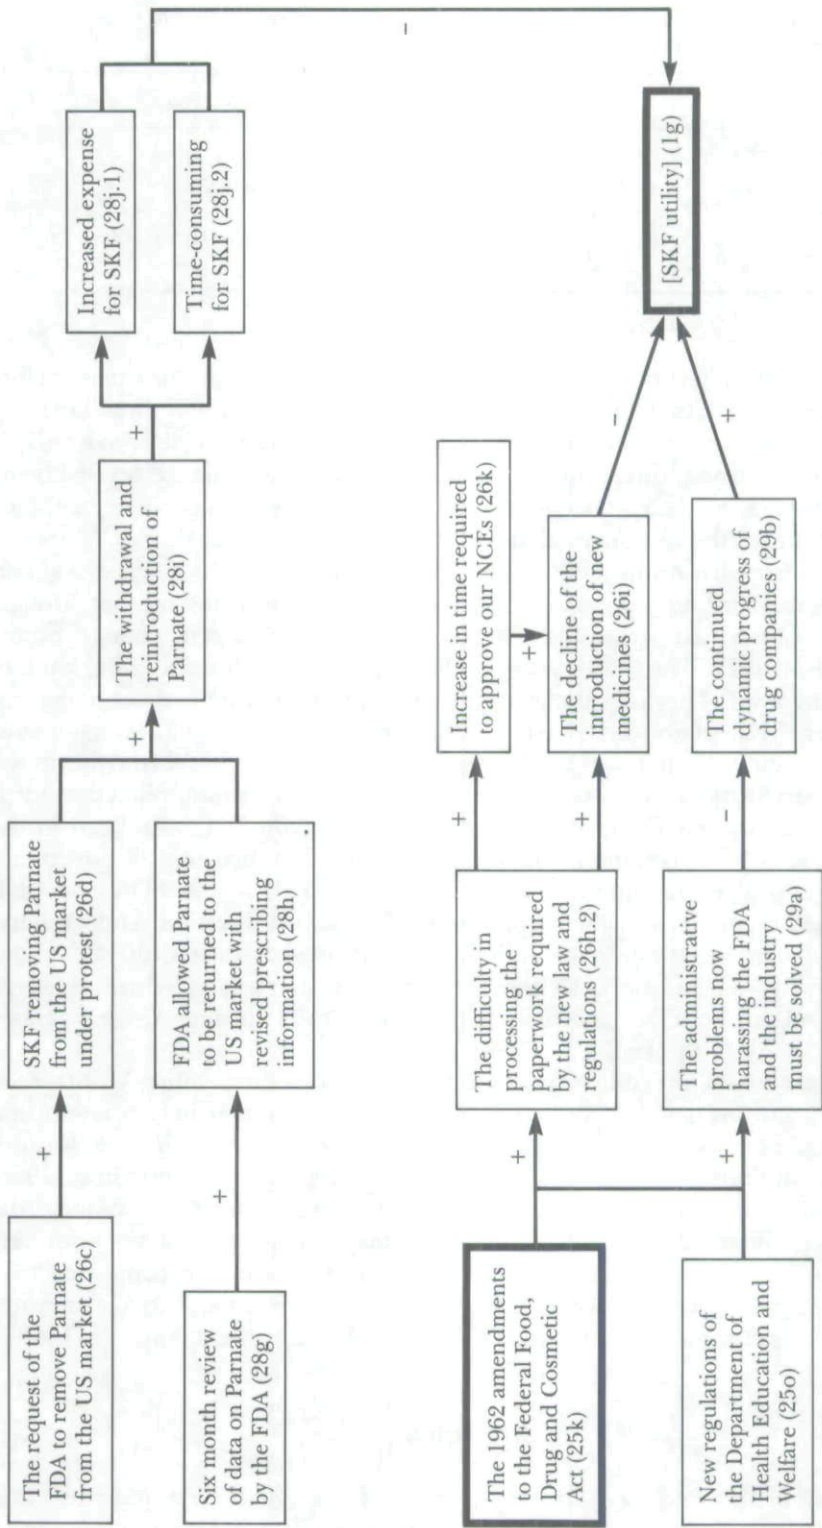 The request of the
FDA to remove Parnate
from the US market (26c)
+
SKF removing Parnate
from the US market
under protest (26d)
Six month review
of data on Parnate
by the FDA (28g)
+
FDA allowed Parnate
to be returned to the
US market with
revised prescribing
information (28h)
+
The withdrawal and
reintroduction of
Parnate (28i)
+
Increased expense
for SKF (28j.1)
Time-consuming
for SKF (28j.2)
-
The 1962 amendments
to the Federal Food,
Drug and Cosmetic
Act (25k)
New regulations of
the Department of
Health Education and
Welfare (25o)
+
+
The difficulty in
processing the
paperwork required
by the new law and
regulations (26h.2)
The administrative
problems now
harassing the FDA
and the industry
must be solved (29a)
+
+
-
Increase in time required
to approve our NCEs (26k)
+
The decline of the
introduction of new
medicines (26i)
The continued
dynamic progress of
drug companies (29b)
-
+
[SKF utility] (1g)